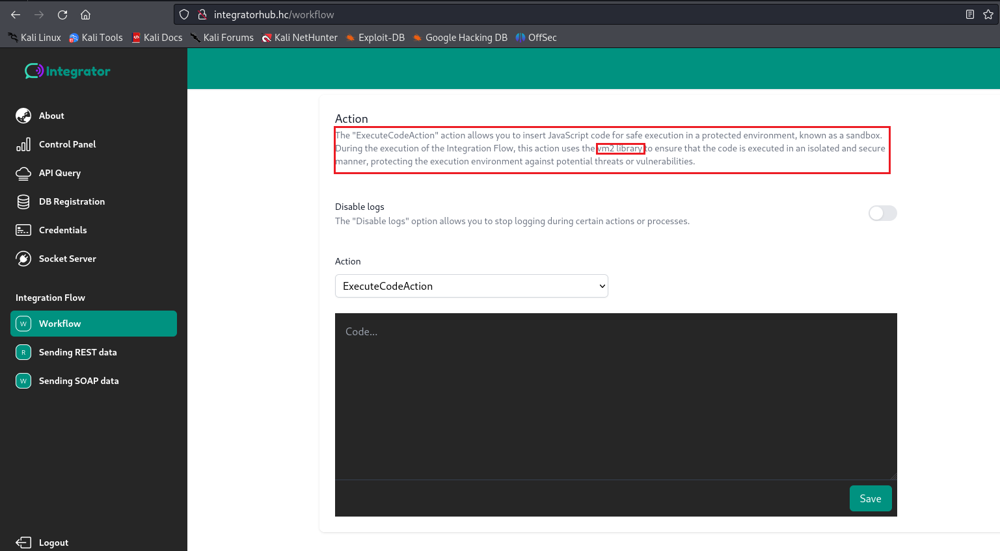 integratorhub.hc/workflow
Kali Linux Kali Tools Kali Docs Kali Forums Kali NetHunter Exploit-DB Google Hacking DB OffSec
Integrator
About
Control Panel
API Query
DB Registration
Credentials
Socket Server
Integration Flow
W Workflow
R Sending REST data
W Sending SOAP data
Logout
Action
The "ExecuteCodeAction" action allows you to insert JavaScript code for safe execution in a protected environment, known as a sandbox.
During the execution of the Integration Flow, this action uses the vm2 library to ensure that the code is executed in an isolated and secure
manner, protecting the execution environment against potential threats or vulnerabilities.
Disable logs
The "Disable logs" option allows you to stop logging during certain actions or processes.
Action
ExecuteCodeAction
Code...
Save